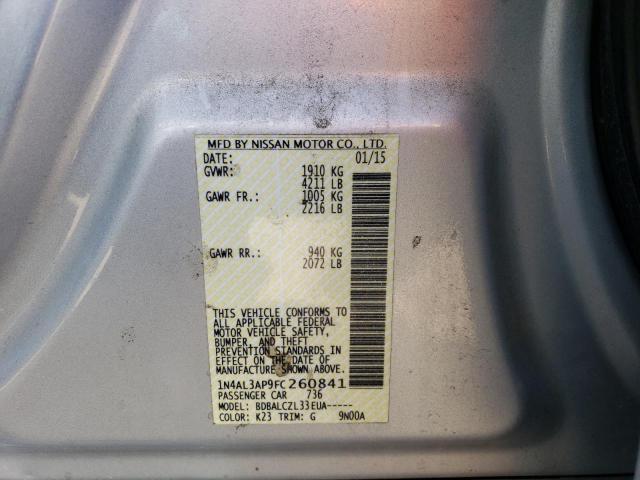 MFD BY NISSAN MOTOR CO., LTD.
DATE: 01/15
GVWR: 1910 KG
4211 LB
GAWR FR.: 1005 KG
2216 LB
GAWR RR.: 940 KG
2072 LB
THIS VEHICLE CONFORMS TO
ALL APPLICABLE FEDERAL
MOTOR VEHICLE SAFETY,
BUMPER, AND THEFT
PREVENTION STANDARDS IN
EFFECT ON THE DATE OF
MANUFACTURE SHOWN ABOVE.
1N4AL3AP9FC260841
PASSENGER CAR 736
MODEL: BDBALCZL33EUA-----
COLOR: K23 TRIM: G 9N00A